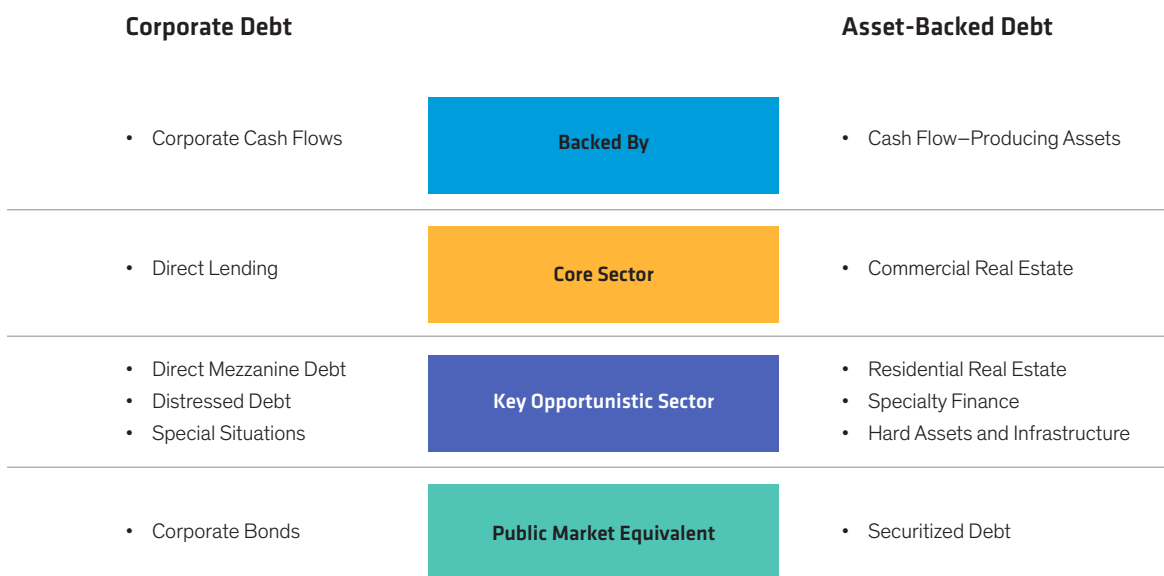 Corporate Debt
Asset-Backed Debt
• Corporate Cash Flows
Backed By
• Cash Flow–Producing Assets
• Direct Lending
Core Sector
• Commercial Real Estate
• Direct Mezzanine Debt
• Distressed Debt
• Special Situations
Key Opportunistic Sector
• Residential Real Estate
• Specialty Finance
• Hard Assets and Infrastructure
• Corporate Bonds
Public Market Equivalent
• Securitized Debt